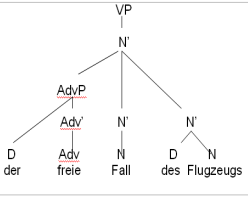 VP
N'
AdvP
Adv' N' N'
D Adv N D N
der freie Fall des Flugzeugs